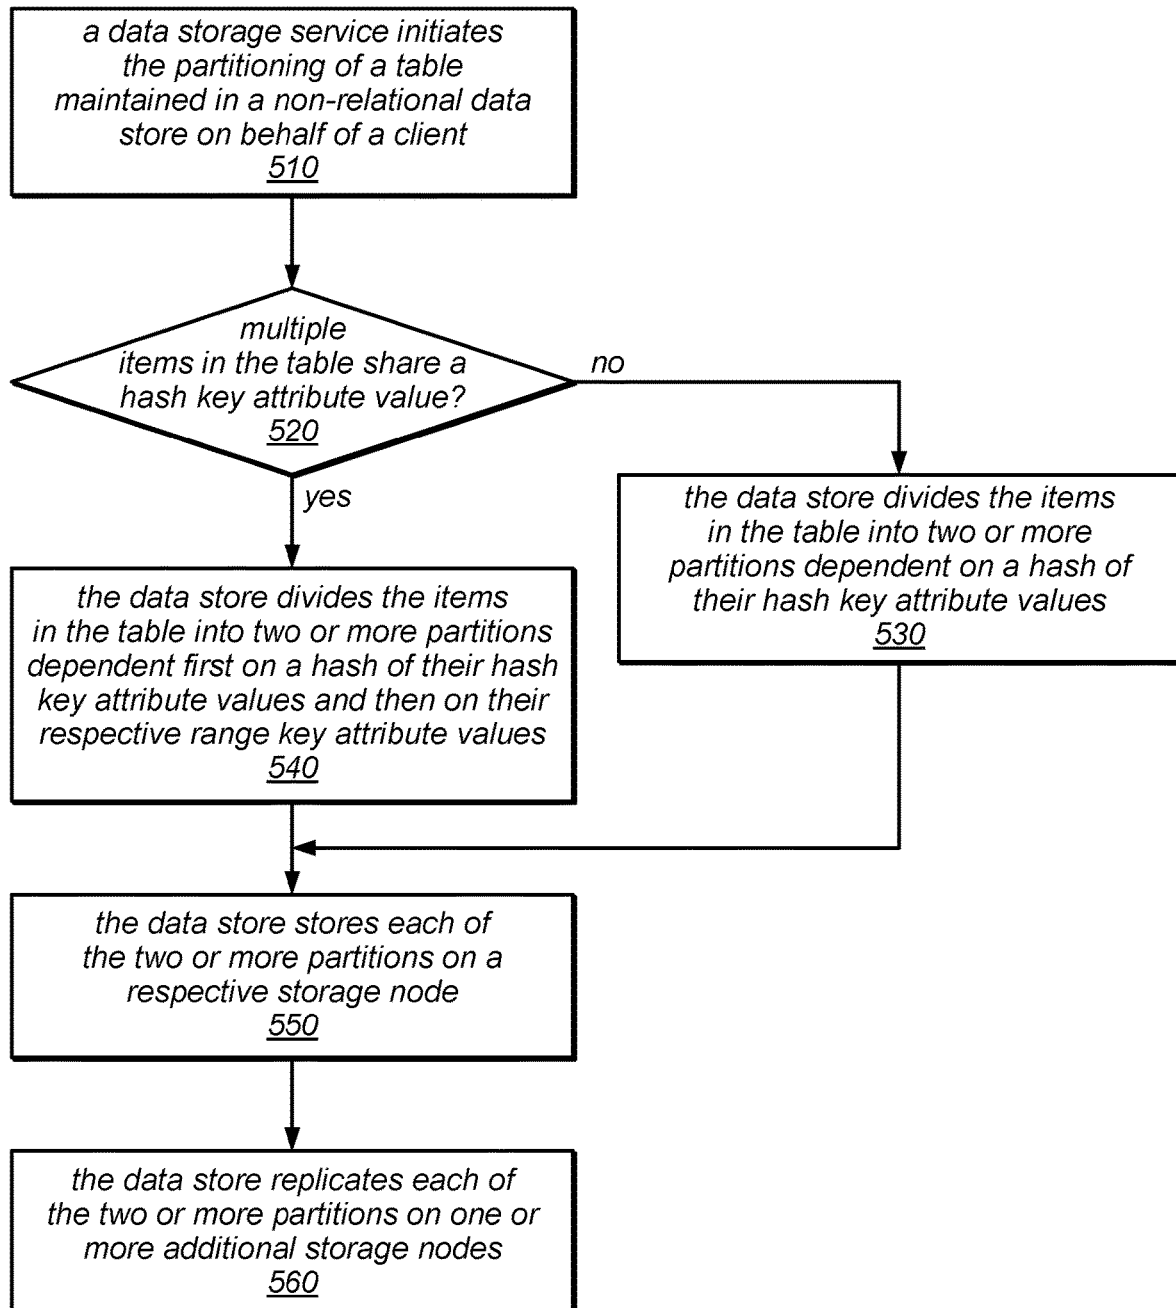 a data storage service initiates
the partitioning of a table
maintained in a non-relational data
store on behalf of a client
510
multiple
items in the table share a
hash key attribute value?
520
no
yes
the data store divides the items
in the table into two or more
partitions dependent on a hash of
their hash key attribute values
530
the data store divides the items
in the table into two or more partitions
dependent first on a hash of their hash
key attribute values and then on their
respective range key attribute values
540
the data store stores each of
the two or more partitions on a
respective storage node
550
the data store replicates each of
the two or more partitions on one or
more additional storage nodes
560